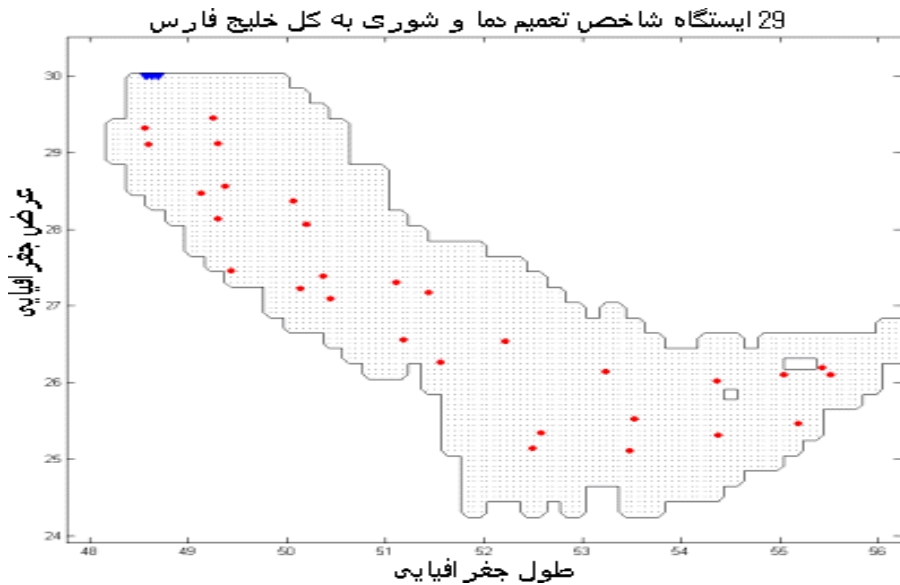 29 ایستگاه شاخص تعمیم دما و شوری به کل خلیج فارس
عرض جغرافیایی
30
29
28
27
26
25
24
48 49 50 51 52 53 54 55 56
طول جغرافیایی